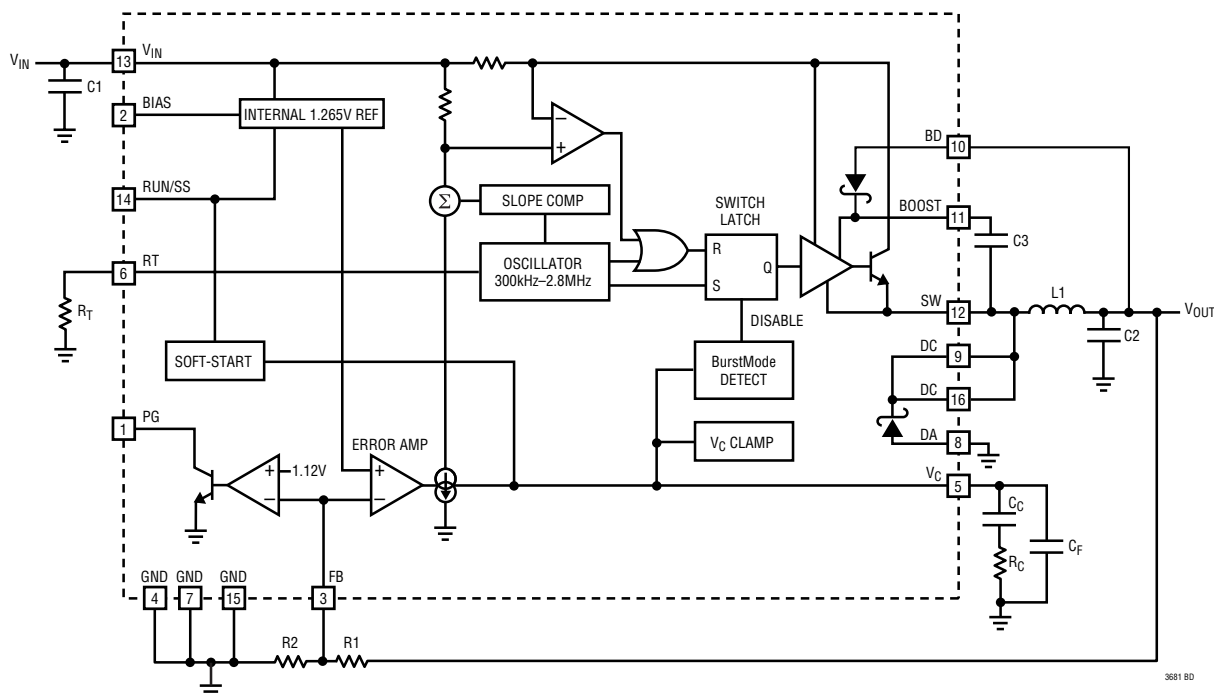 VIN
13
VIN
C1
2
BIAS
INTERNAL 1.265V REF
−
+
BD
10
14
RUN/SS
Σ
SLOPE COMP
SWITCH
LATCH
BOOST
11
C3
6
RT
OSCILLATOR
300kHz–2.8MHz
R
S
Q
RT
SW
12
L1
VOUT
C2
DISABLE
SOFT-START
BurstMode
DETECT
DC
9
DC
16
1
PG
ERROR AMP
VC CLAMP
DA
8
+
1.12V
−
+
−
VC
5
CC
CF
RC
GND
GND
GND
FB
4
7
15
3
R2
R1
3681 BD